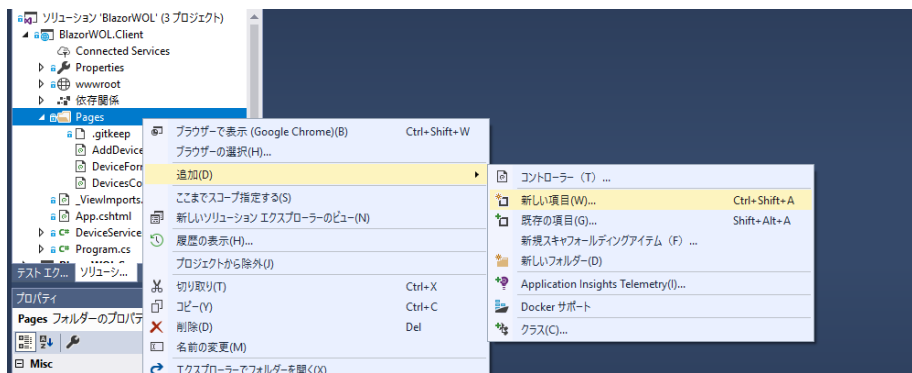 ソリューション 'BlazorWOL' (3 プロジェクト)
BlazorWOL.Client
Connected Services
Properties
wwwroot
依存関係
Pages
.gitkeep
AddDevice
DeviceForm
DevicesCo
_ViewImports.
App.cshtml
C# DeviceService
C# Program.cs
テスト エク... ソリューシ...
プロパティ
Pages フォルダーのプロパテ
Misc
ブラウザーで表示 (Google Chrome)(B) Ctrl+Shift+W
ブラウザーの選択(H)...
追加(D)
ここまでスコープ指定する(S)
新しいソリューション エクスプローラーのビュー(N)
履歴の表示(H)...
プロジェクトから除外(J)
切り取り(T) Ctrl+X
コピー(Y) Ctrl+C
削除(D) Del
名前の変更(M)
エクスプローラーでフォルダーを開く(X)
コントローラー（T）...
新しい項目(W)... Ctrl+Shift+A
既存の項目(G)... Shift+Alt+A
新規スキャフォールディングアイテム（F）...
新しいフォルダー(D)
Application Insights Telemetry(I)...
Docker サポート
クラス(C)...